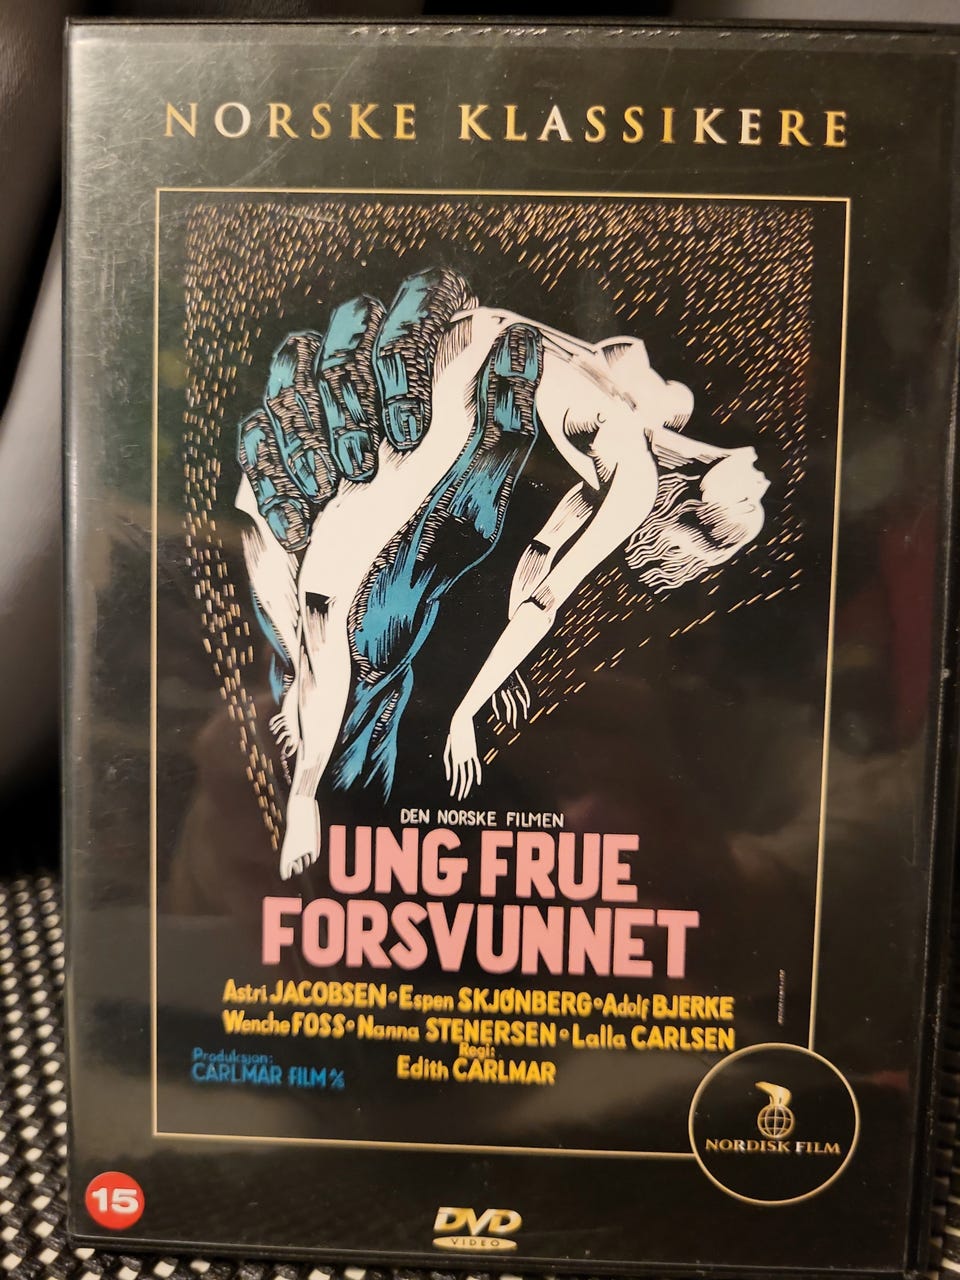 NORSKE KLASSIKERE
DEN NORSKE FILMEN
UNG FRUE
FORSVUNNET
Astri JACOBSEN • Espen SKJØNBERG • Adolf BJERKE
Wenche FOSS • Nanna STENERSEN • Lalla CARLSEN
Regi:
Edith CARLMAR
Produksjon:
CARLMAR FILM A/S
NORDISK FILM
15
DVD
VIDEO